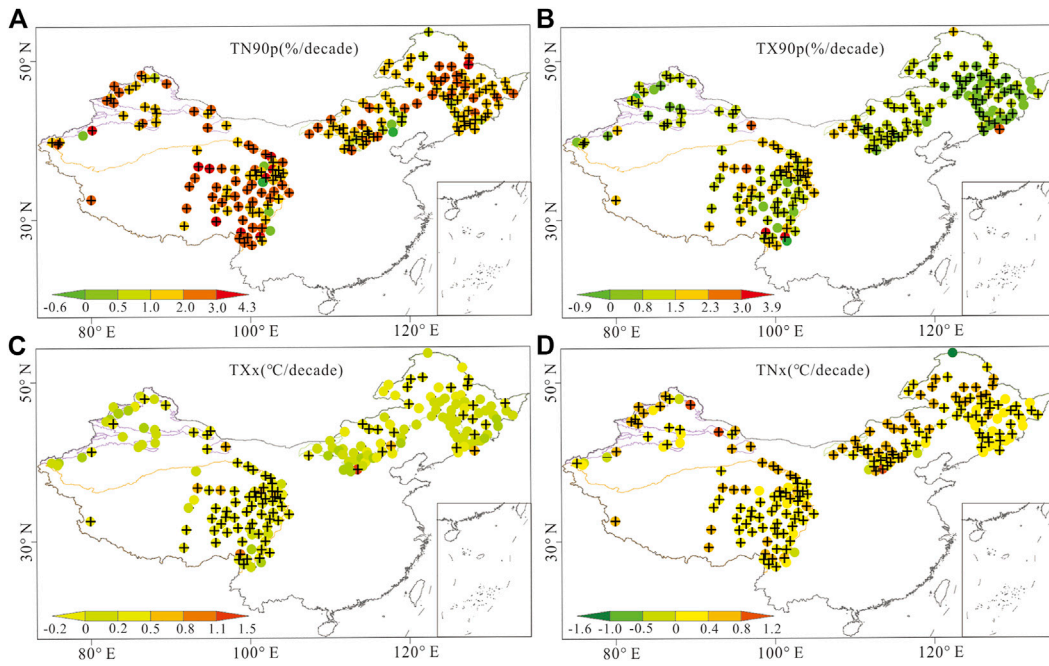 A
B
TN90p(%/decade)
TX90p(%/decade)
50° N
50° N
30° N
30° N
-0.6 0 0.5 1.0 2.0 3.0 4.3
-0.9 0 0.8 1.5 2.3 3.0 3.9
80° E 100° E 120° E
80° E 100° E 120° E
C
D
TXx(°C/decade)
TNx(°C/decade)
50° N
50° N
30° N
30° N
-0.2 0 0.2 0.5 0.8 1.1 1.5
-1.6 -1.0 -0.5 0 0.4 0.8 1.2
80° E 100° E 120° E
80° E 100° E 120° E